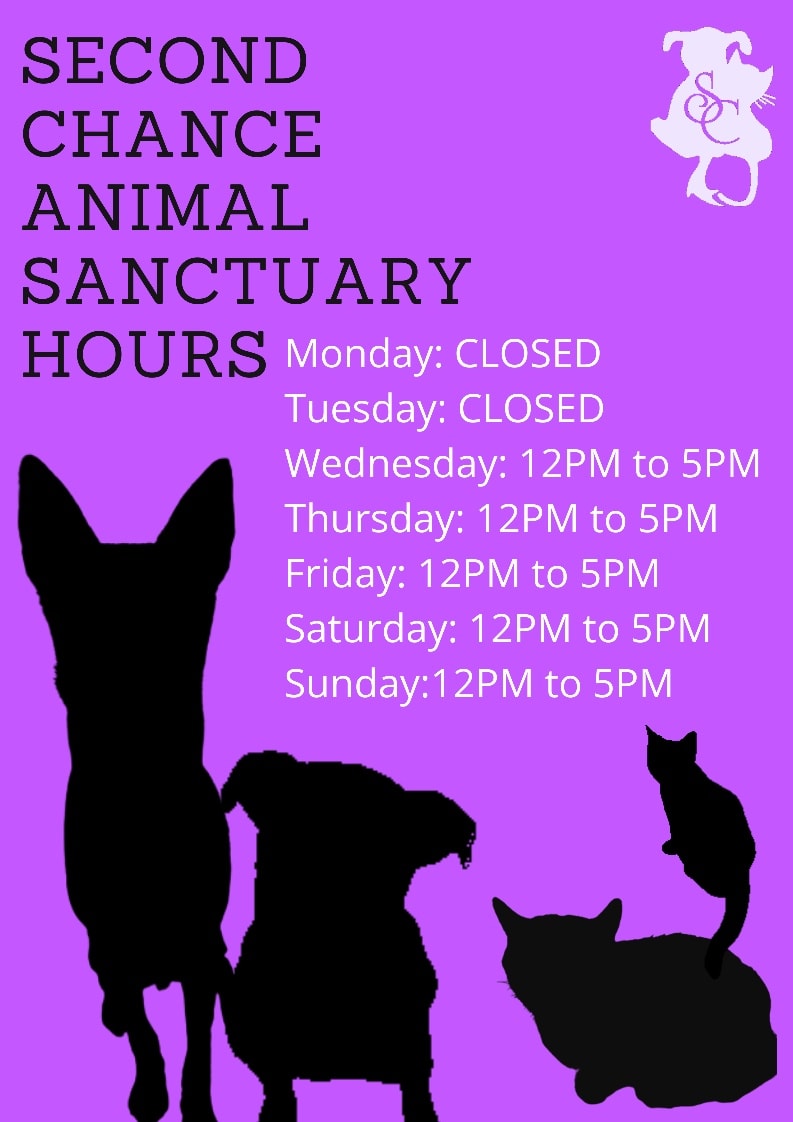 SECOND
CHANCE
ANIMAL
SANCTUARY
HOURS
SC
Monday: CLOSED
Tuesday: CLOSED
Wednesday: 12PM to 5PM
Thursday: 12PM to 5PM
Friday: 12PM to 5PM
Saturday: 12PM to 5PM
Sunday:12PM to 5PM